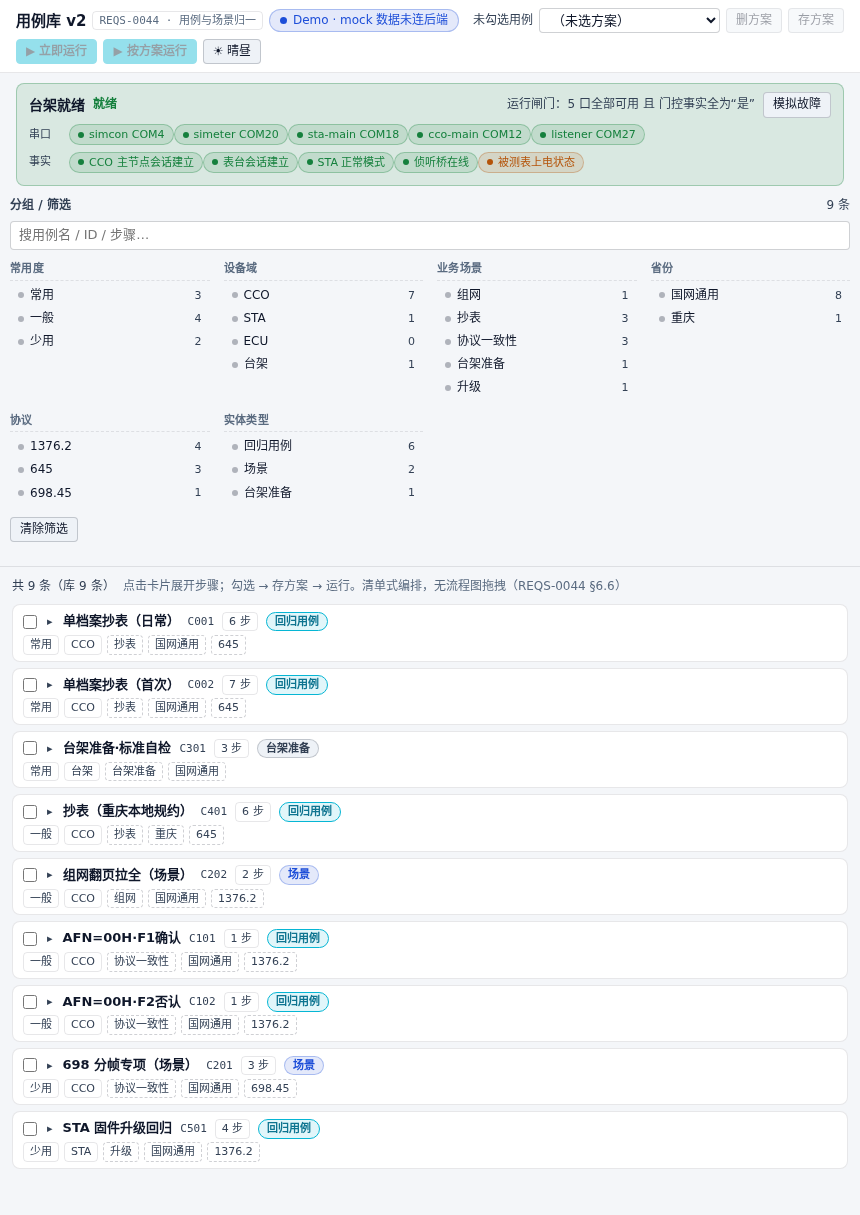 用例库 v2 REQS-0044 · 用例与场景归一 Demo · mock 数据未连后端 未勾选用例 （未选方案） 删方案 存方案
▶ 立即运行 ▶ 按方案运行 ☀ 晴昼
台架就绪 就绪 运行闸门：5 口全部可用 且 门控事实全为“是” 模拟故障
串口 simcon COM4 simeter COM20 sta-main COM18 cco-main COM12 listener COM27
事实 CCO 主节点会话建立 表台会话建立 STA 正常模式 侦听桥在线 被测表上电状态
分组 / 筛选 9 条
搜用例名 / ID / 步骤…
常用度 设备域 业务场景 省份
常用 3 CCO 7 组网 1 国网通用 8
一般 4 STA 1 抄表 3 重庆 1
少用 2 ECU 0 协议一致性 3
台架 1 台架准备 1
升级 1
协议 实体类型
1376.2 4 回归用例 6
645 3 场景 2
698.45 1 台架准备 1
清除筛选
共 9 条（库 9 条） 点击卡片展开步骤；勾选 → 存方案 → 运行。清单式编排，无流程图拖拽（REQS-0044 §6.6）
▸ 单档案抄表（日常） C001 6 步 回归用例
常用 CCO 抄表 国网通用 645
▸ 单档案抄表（首次） C002 7 步 回归用例
常用 CCO 抄表 国网通用 645
▸ 台架准备·标准自检 C301 3 步 台架准备
常用 台架 台架准备 国网通用
▸ 抄表（重庆本地规约） C401 6 步 回归用例
一般 CCO 抄表 重庆 645
▸ 组网翻页拉全（场景） C202 2 步 场景
一般 CCO 组网 国网通用 1376.2
▸ AFN=00H·F1确认 C101 1 步 回归用例
一般 CCO 协议一致性 国网通用 1376.2
▸ AFN=00H·F2否认 C102 1 步 回归用例
一般 CCO 协议一致性 国网通用 1376.2
▸ 698 分帧专项（场景） C201 3 步 场景
少用 CCO 协议一致性 国网通用 698.45
▸ STA 固件升级回归 C501 4 步 回归用例
少用 STA 升级 国网通用 1376.2